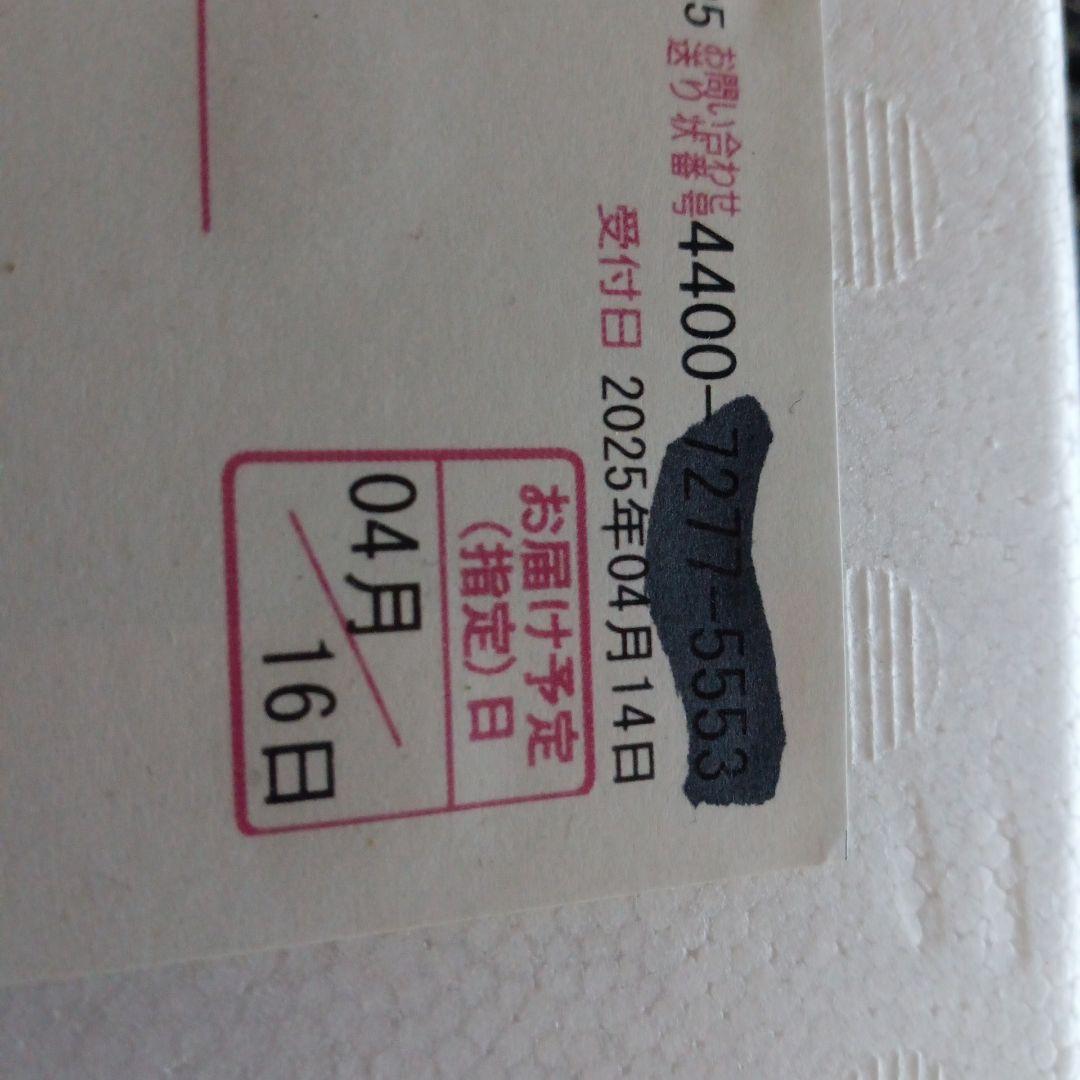 5 お問い合わせ
送り状番号 4400-7277-5553
受付日 2025年04月14日
お届け予定
(指定)日
04月
16日